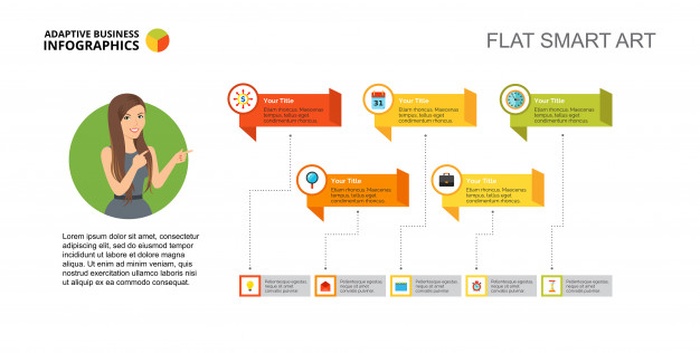 ADAPTIVE BUSINESS
INFOGRAPHICS
FLAT SMART ART
5
Your Title
Etiam rhoncus. Maecenas
tempus, tellus eget
condimentum rhoncus.
31
Your Title
Etiam rhoncus. Maecenas
tempus, tellus eget
condimentum rhoncus.
Your Title
Etiam rhoncus. Maecenas
tempus, tellus eget
condimentum rhoncus.
Your Title
Etiam rhoncus. Maecenas
tempus, tellus eget
condimentum rhoncus.
Your Title
Etiam rhoncus. Maecenas
tempus, tellus eget
condimentum rhoncus.
Lorem ipsum dolor sit amet, consectetur
adipiscing elit, sed do eiusmod tempor
incididunt ut labore et dolore magna
aliqua. Ut enim ad minim veniam, quis
nostrud exercitation ullamco laboris nisi
ut aliquip ex ea commodo consequat.
Pellentesque egestas,
neque sit amet
convallis pulvinar
Pellentesque egestas,
neque sit amet
convallis pulvinar
Pellentesque egestas,
neque sit amet
convallis pulvinar
Pellentesque egestas,
neque sit amet
convallis pulvinar
Pellentesque egestas,
neque sit amet
convallis pulvinar